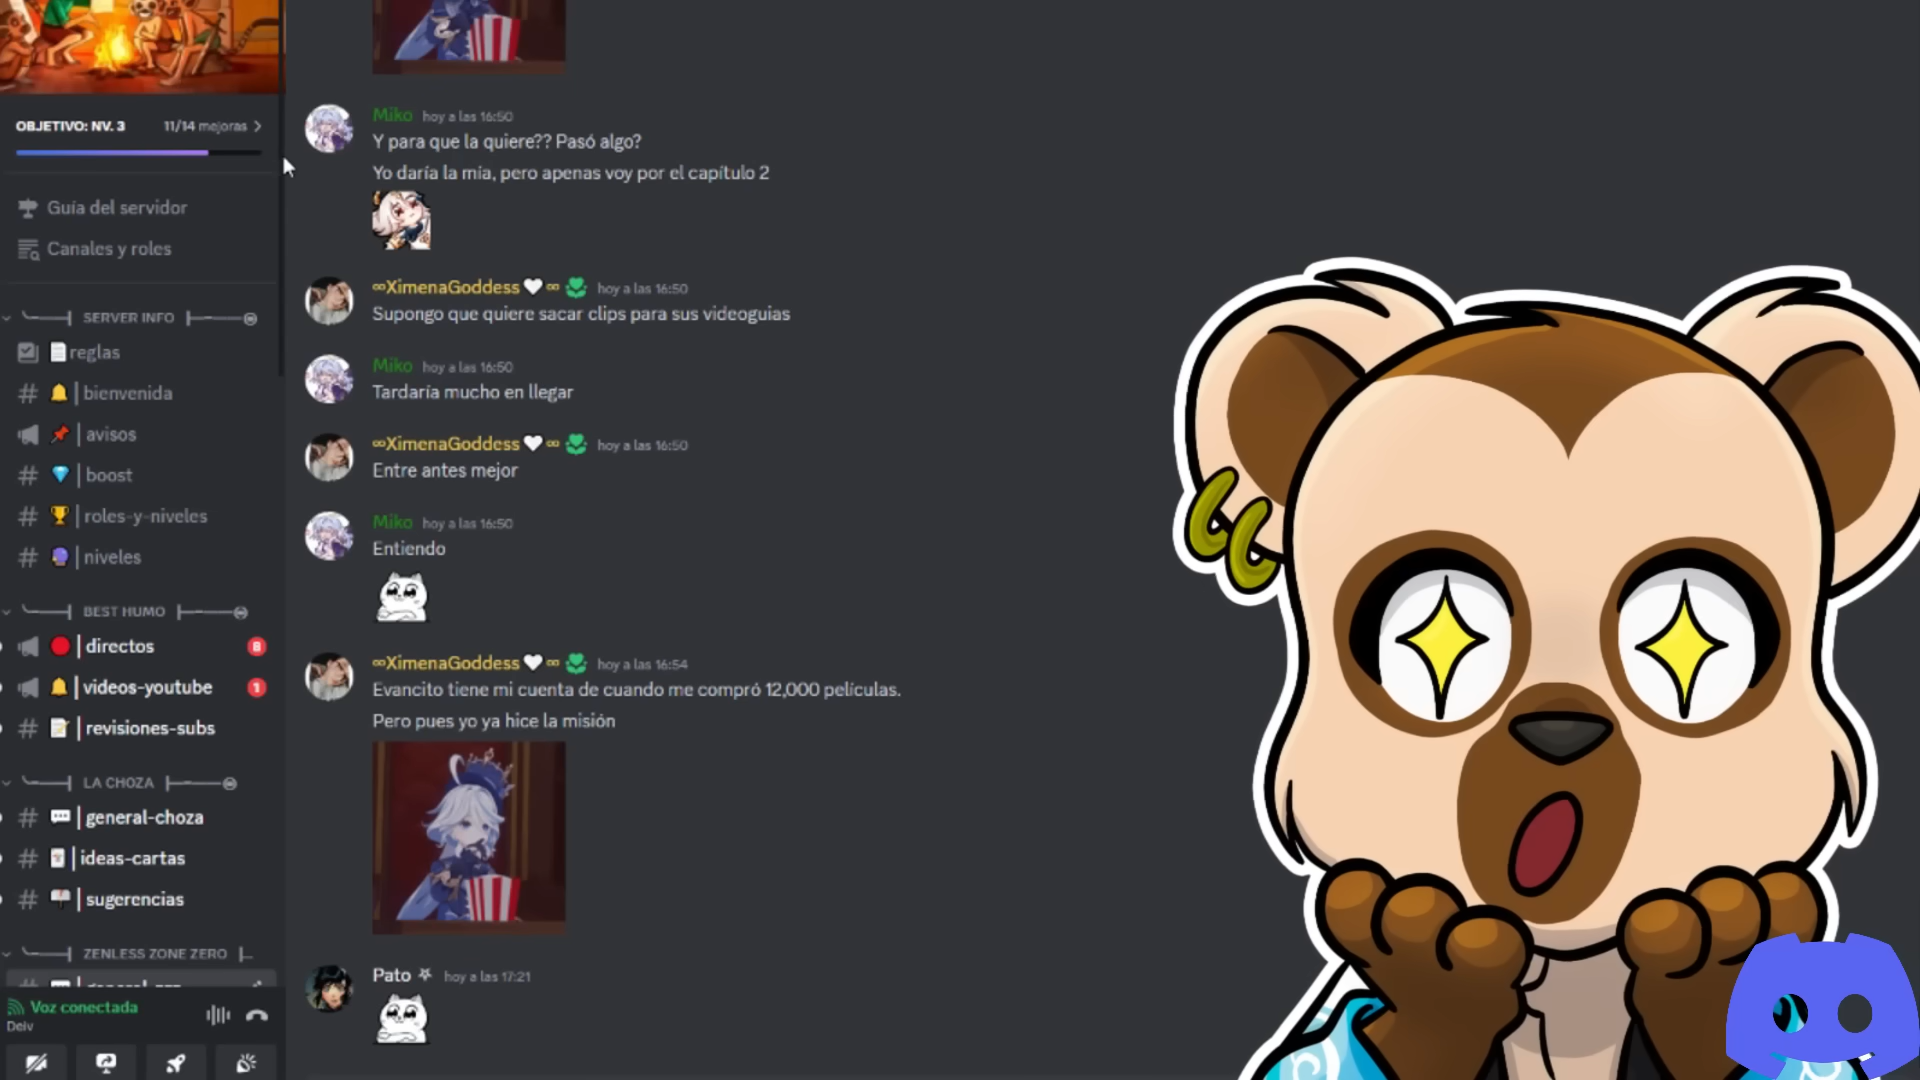 OBJETIVO: NV. 3 11/14 mejoras
Guía del servidor
Canales y roles
SERVER INFO
reglas
bienvenida
avisos
boost
roles-y-niveles
niveles
BEST HUMO
directos 8
videos-youtube 1
revisiones-subs
LA CHOZA
general-choza
ideas-cartas
sugerencias
ZENLESS ZONE ZERO
Voz conectada
Deiv
Miko hoy a las 16:50
Y para que la quiere?? Pasó algo?
Yo daría la mía, pero apenas voy por el capítulo 2
∞XimenaGoddess🤍∞ hoy a las 16:50
Supongo que quiere sacar clips para sus videoguias
Miko hoy a las 16:50
Tardaría mucho en llegar
∞XimenaGoddess🤍∞ hoy a las 16:50
Entre antes mejor
Miko hoy a las 16:50
Entiendo
∞XimenaGoddess🤍∞ hoy a las 16:54
Evancito tiene mi cuenta de cuando me compró 12,000 películas.
Pero pues yo ya hice la misión
Pato hoy a las 17:21